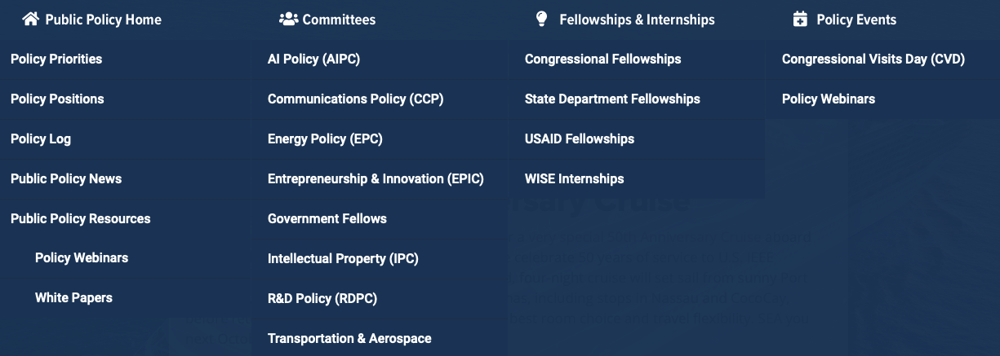 Public Policy Home
Policy Priorities
Policy Positions
Policy Log
Public Policy News
Public Policy Resources
Policy Webinars
White Papers
Committees
AI Policy (AIPC)
Communications Policy (CCP)
Energy Policy (EPC)
Entrepreneurship & Innovation (EPIC)
Government Fellows
Intellectual Property (IPC)
R&D Policy (RDPC)
Transportation & Aerospace
Fellowships & Internships
Congressional Fellowships
State Department Fellowships
USAID Fellowships
WISE Internships
Policy Events
Congressional Visits Day (CVD)
Policy Webinars
Cruise